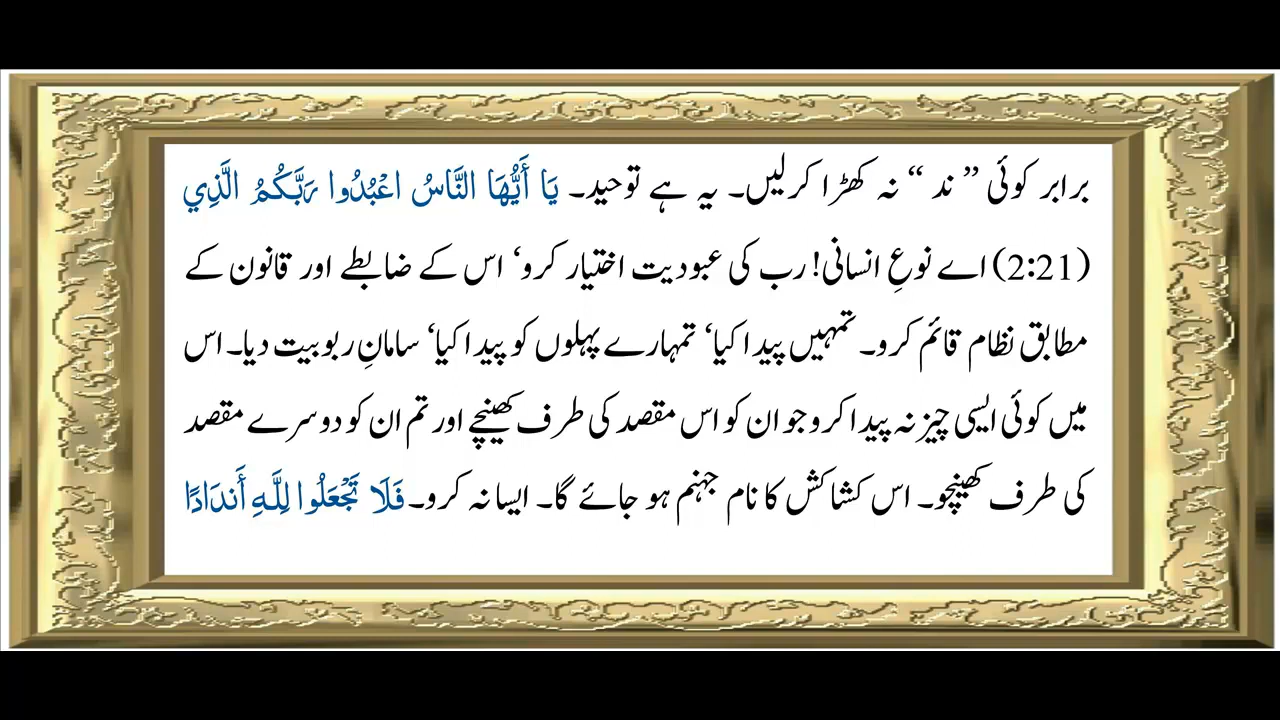 برابر کوئی ”ند“ نہ کھڑا کرلیں۔ یہ ہے توحید۔ يَا أَيُّهَا النَّاسُ اعْبُدُوا رَبَّكُمُ الَّذِي
(2:21) اے نوعِ انسانی! رب کی عبودیت اختیار کرو‘ اس کے ضابطے اور قانون کے
مطابق نظام قائم کرو۔ تمہیں پیدا کیا‘ تمہارے پہلوں کو پیدا کیا‘ سامانِ ربوبیت دیا۔ اس
میں کوئی ایسی چیز نہ پیدا کرو جو ان کو اس مقصد کی طرف کھینچے اور تم ان کو دوسرے مقصد
کی طرف کھینچو۔ اس کشاکش کا نام جہنم ہو جائے گا۔ ایسا نہ کرو۔ فَلَا تَجْعَلُوا لِلَّهِ أَندَادًا